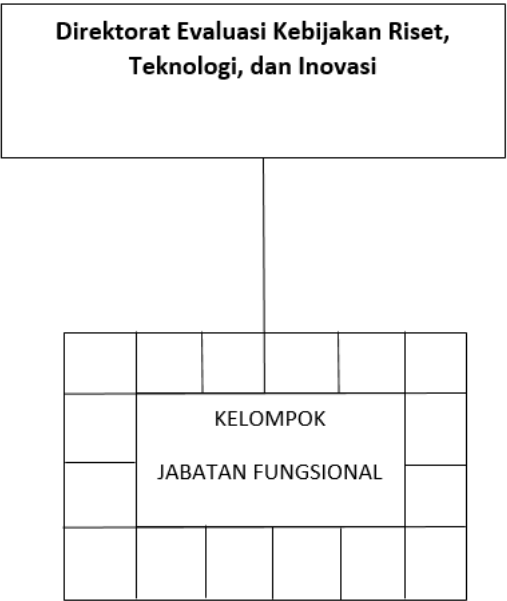 Direktorat Evaluasi Kebijakan Riset,
Teknologi, dan Inovasi
KELOMPOK
JABATAN FUNGSIONAL